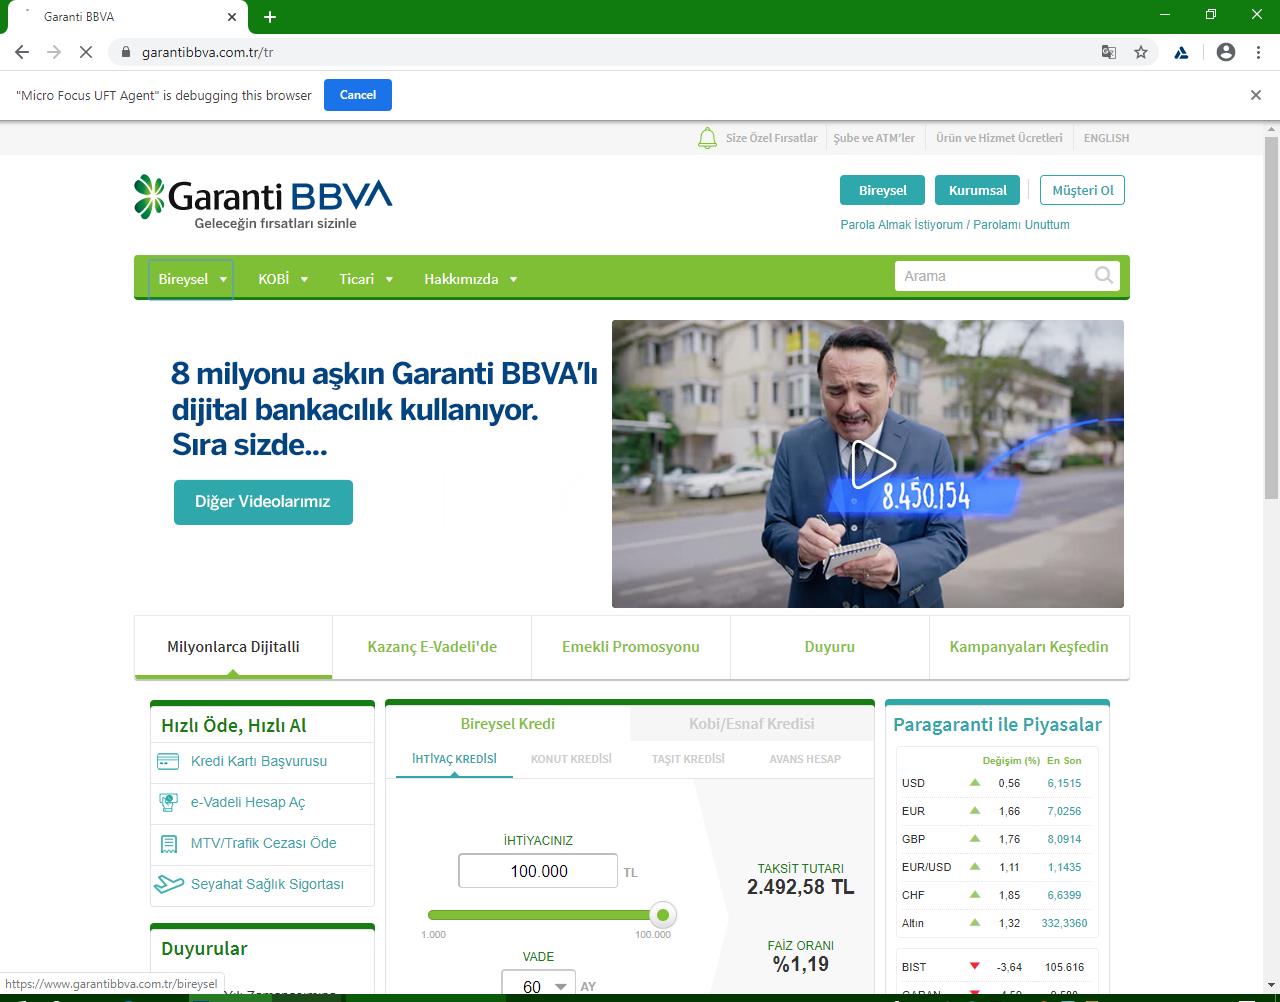 Garanti BBVA
garantibbva.com.tr/tr
"Micro Focus UFT Agent" is debugging this browser
Cancel
Size Özel Fırsatlar
Şube ve ATM'ler
Ürün ve Hizmet Ücretleri
ENGLISH
Garanti BBVA
Geleceğin fırsatları sizinle
Bireysel
Kurumsal
Müşteri Ol
Parola Almak İstiyorum / Parolamı Unuttum
Bireysel
KOBİ
Ticari
Hakkımızda
Arama
8 milyonu aşkın Garanti BBVA'lı
dijital bankacılık kullanıyor.
Sıra sizde...
Diğer Videolarımız
8.450.154
Milyonlarca Dijitalli
Kazanç E-Vadeli'de
Emekli Promosyonu
Duyuru
Kampanyaları Keşfedin
Hızlı Öde, Hızlı Al
Kredi Kartı Başvurusu
e-Vadeli Hesap Aç
MTV/Trafik Cezası Öde
Seyahat Sağlık Sigortası
Duyurular
Bireysel Kredi
Kobi/Esnaf Kredisi
İHTİYAÇ KREDİSİ
KONUT KREDİSİ
TAŞIT KREDİSİ
AVANS HESAP
İHTİYACINIZ
100.000 TL
1.000
100.000
VADE
60 AY
TAKSİT TUTARI
2.492,58 TL
FAİZ ORANI
%1,19
Paragaranti ile Piyasalar
Değişim (%) En Son
USD 0,56 6,1515
EUR 1,66 7,0256
GBP 1,76 8,0914
EUR/USD 1,11 1,1435
CHF 1,85 6,6399
Altın 1,32 332,3360
BIST -3,64 105.616
https://www.garantibbva.com.tr/bireysel